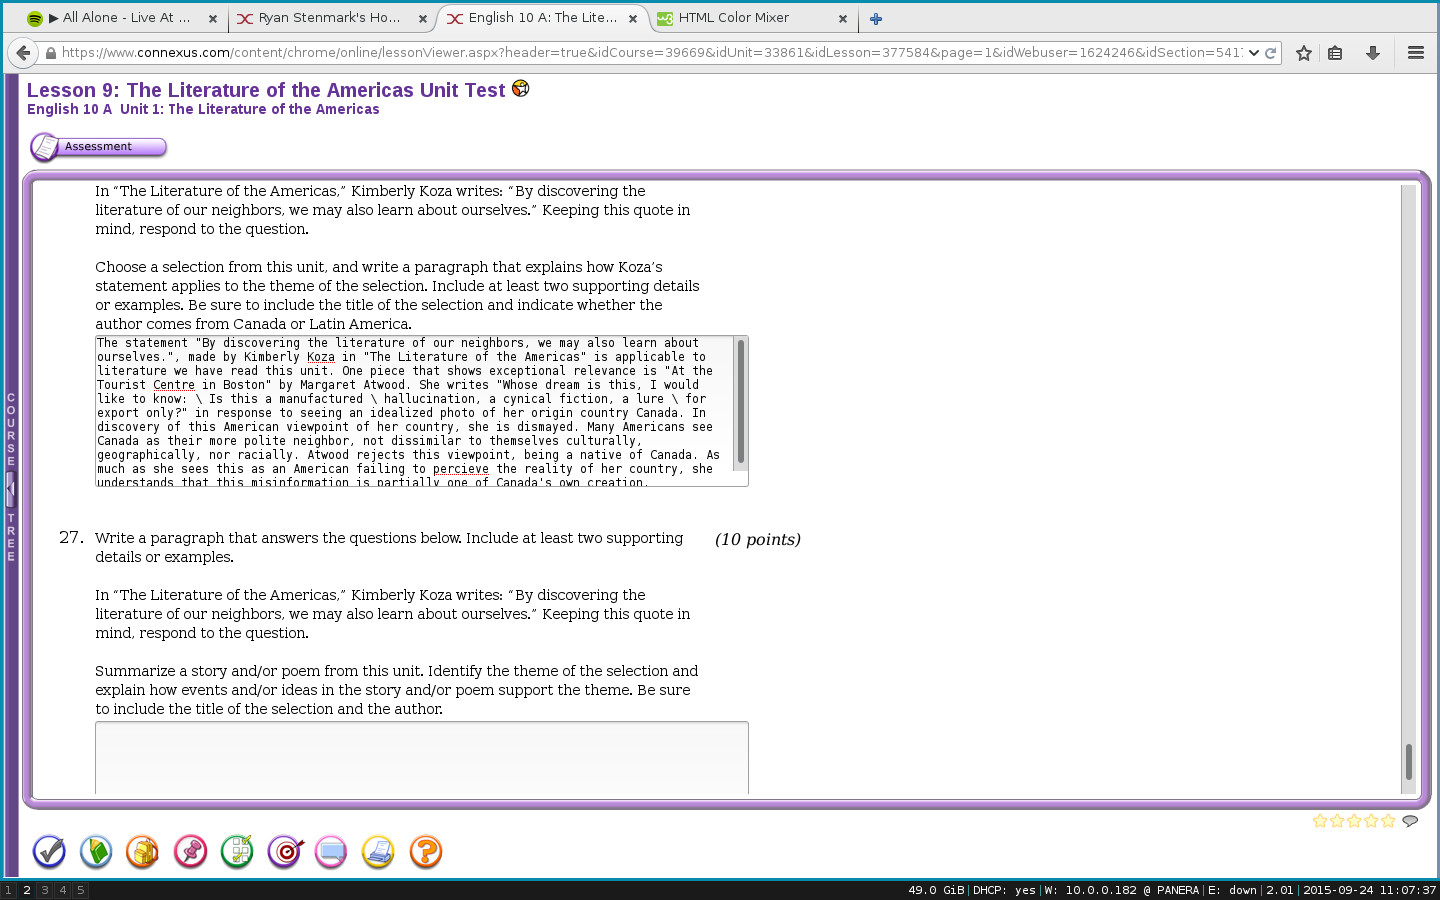 ▶ All Alone - Live At ...
Ryan Stenmark's Ho...
English 10 A: The Lite...
HTML Color Mixer
https://www.connexus.com/content/chrome/online/lessonViewer.aspx?header=true&idCourse=39669&idUnit=33861&idLesson=377584&page=1&idWebuser=1624246&idSection=541
Lesson 9: The Literature of the Americas Unit Test
English 10 A Unit 1: The Literature of the Americas
Assessment
COURSE TREE
In “The Literature of the Americas,” Kimberly Koza writes: “By discovering the
literature of our neighbors, we may also learn about ourselves.” Keeping this quote in
mind, respond to the question.
Choose a selection from this unit, and write a paragraph that explains how Koza’s
statement applies to the theme of the selection. Include at least two supporting details
or examples. Be sure to include the title of the selection and indicate whether the
author comes from Canada or Latin America.
The statement "By discovering the literature of our neighbors, we may also learn about
ourselves.", made by Kimberly Koza in "The Literature of the Americas" is applicable to
literature we have read this unit. One piece that shows exceptional relevance is "At the
Tourist Centre in Boston" by Margaret Atwood. She writes "Whose dream is this, I would
like to know: \ Is this a manufactured \ hallucination, a cynical fiction, a lure \ for
export only?" in response to seeing an idealized photo of her origin country Canada. In
discovery of this American viewpoint of her country, she is dismayed. Many Americans see
Canada as their more polite neighbor, not dissimilar to themselves culturally,
geographically, nor racially. Atwood rejects this viewpoint, being a native of Canada. As
much as she sees this as an American failing to percieve the reality of her country, she
understands that this misinformation is partially one of Canada's own creation.
27. Write a paragraph that answers the questions below. Include at least two supporting (10 points)
details or examples.
In “The Literature of the Americas,” Kimberly Koza writes: “By discovering the
literature of our neighbors, we may also learn about ourselves.” Keeping this quote in
mind, respond to the question.
Summarize a story and/or poem from this unit. Identify the theme of the selection and
explain how events and/or ideas in the story and/or poem support the theme. Be sure
to include the title of the selection and the author.
1 2 3 4 5
49.0 GiB|DHCP: yes|W: 10.0.0.182 @ PANERA|E: down|2.01|2015-09-24 11:07:37